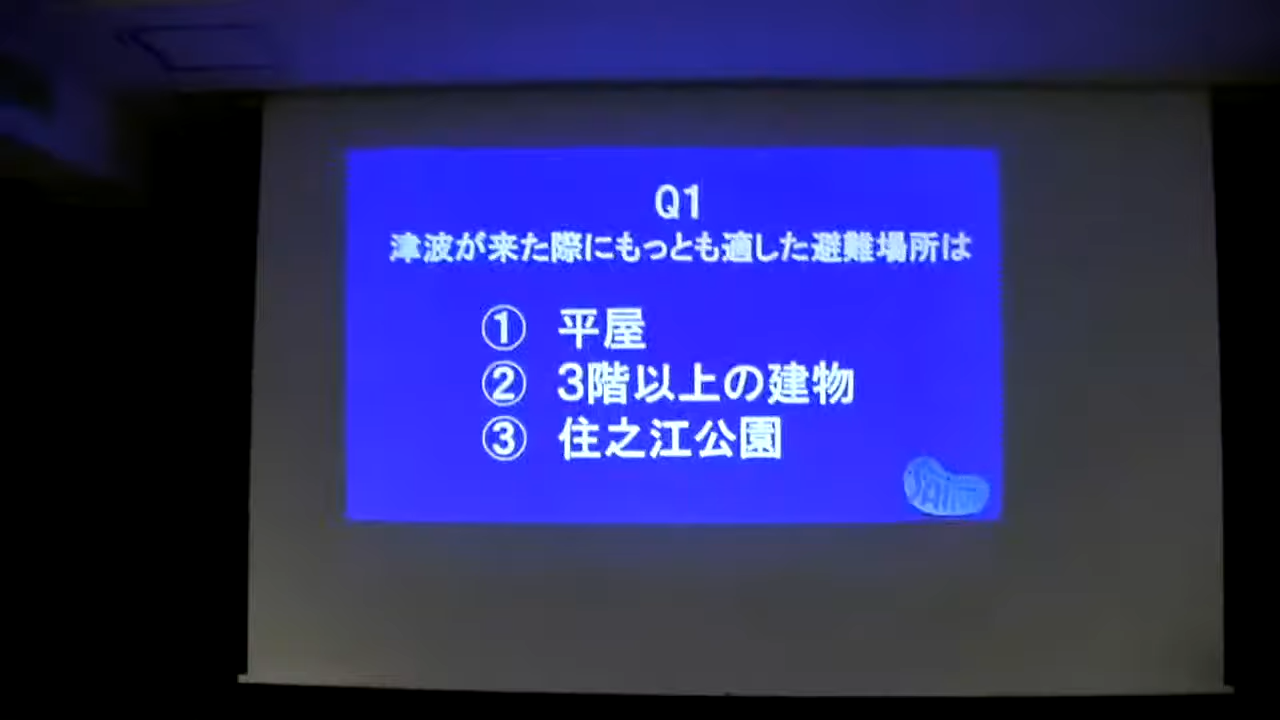 Q1
津波が来た際にもっとも適した避難場所は
① 平屋
② 3階以上の建物
③ 住之江公園